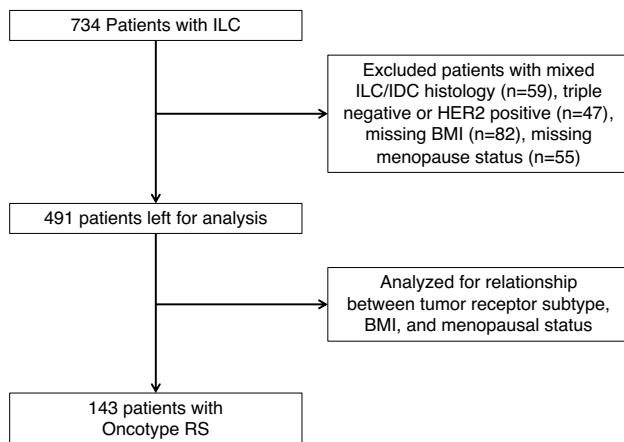 734 Patients with ILC
Excluded patients with mixed
ILC/IDC histology (n=59), triple
negative or HER2 positive (n=47),
missing BMI (n=82), missing
menopause status (n=55)
491 patients left for analysis
Analyzed for relationship
between tumor receptor subtype,
BMI, and menopausal status
143 patients with
Oncotype RS